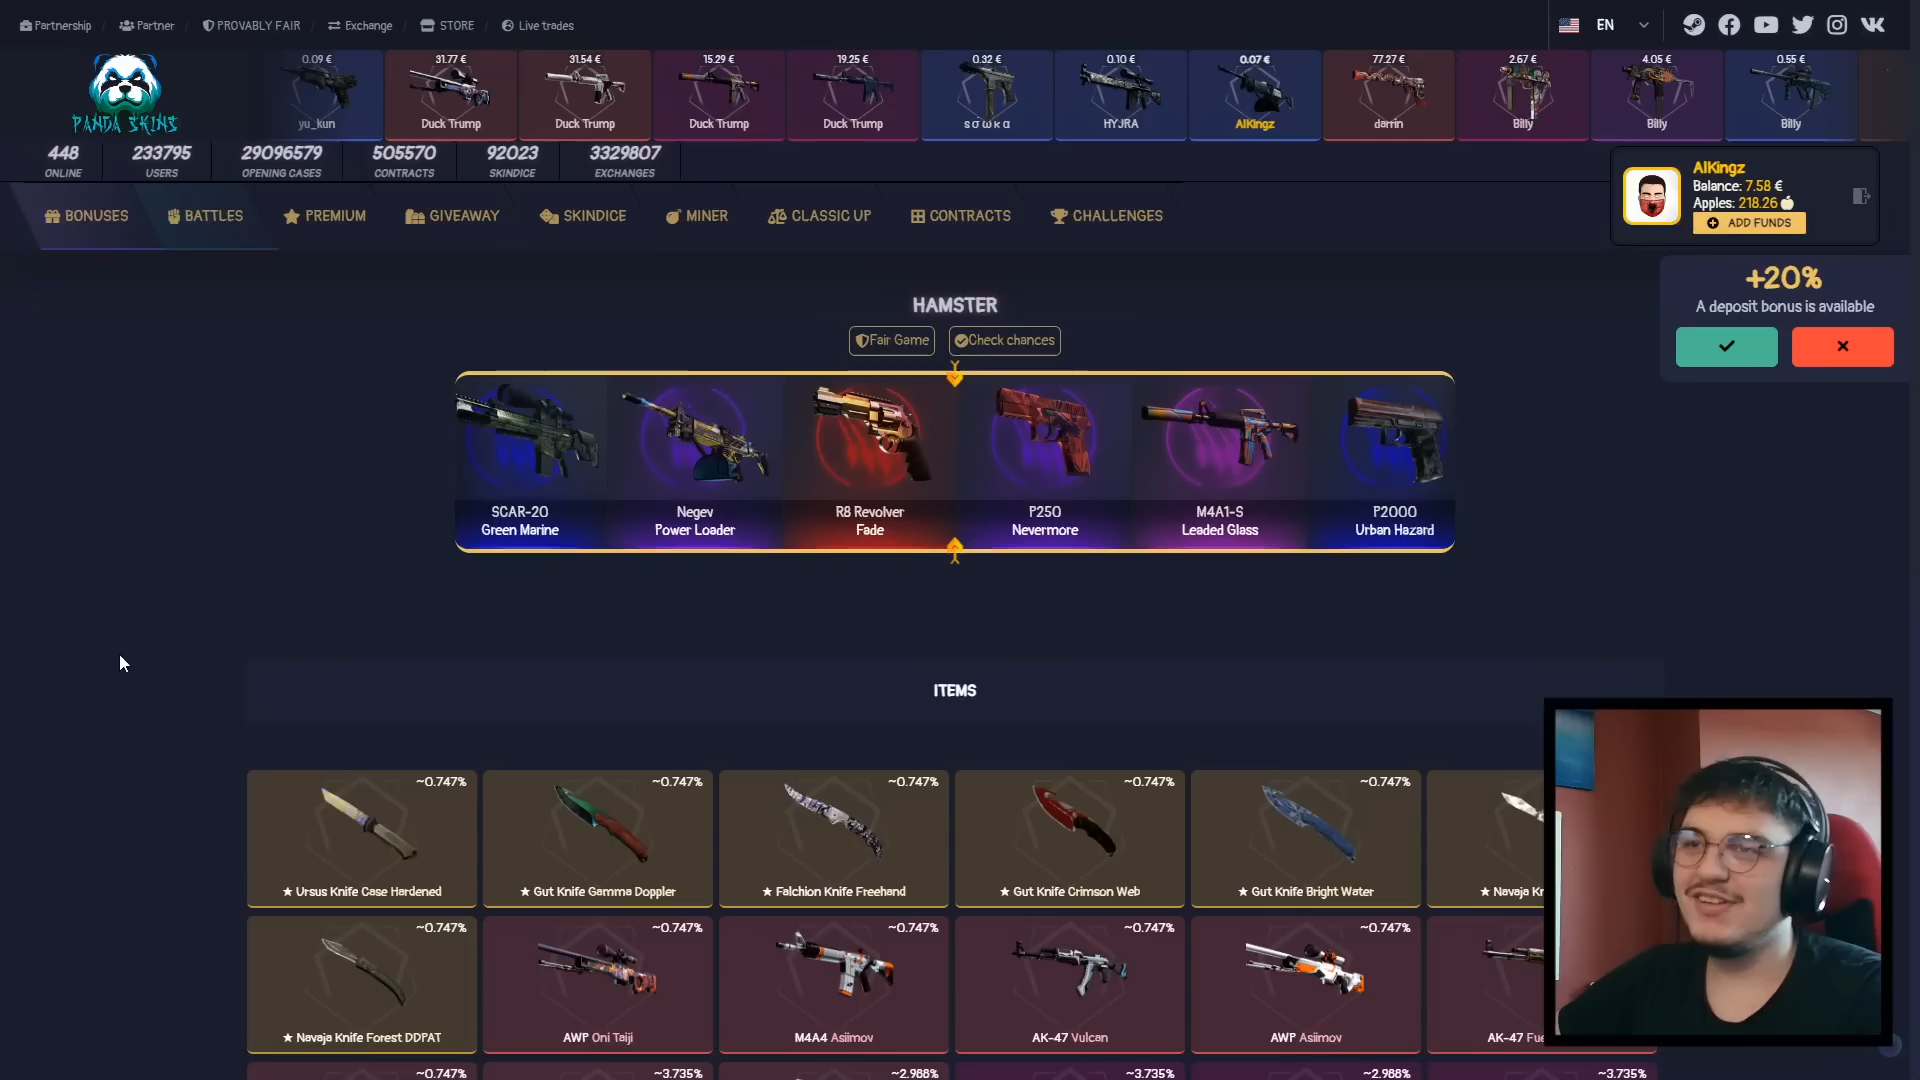 Partnership / Partner / PROVABLY FAIR / Exchange / STORE / Live trades
EN
0.09 € 31.77 € 31.54 € 15.29 € 19.25 € 0.32 € 0.10 € 0.07 € 77.27 € 2.67 € 4.05 € 0.55 €
yu_kun Duck Trump Duck Trump Duck Trump Duck Trump HYJRA AlKingz darrin Billy Billy Billy
PANDA SKINS
448 233795 29096579 505570 92023 3329807
ONLINE USERS OPENING CASES CONTRACTS SKINDICE EXCHANGES
AlKingz
Balance: 7.58 €
Apples: 218.26
ADD FUNDS
BONUSES BATTLES PREMIUM GIVEAWAY SKINDICE MINER CLASSIC UP CONTRACTS CHALLENGES
+20%
A deposit bonus is available
HAMSTER
Fair Game Check chances
SCAR-20 Negev R8 Revolver P250 M4A1-S P2000
Green Marine Power Loader Fade Nevermore Leaded Glass Urban Hazard
ITEMS
~0.747% ~0.747% ~0.747% ~0.747% ~0.747%
★ Ursus Knife Case Hardened ★ Gut Knife Gamma Doppler ★ Falchion Knife Freehand ★ Gut Knife Crimson Web ★ Gut Knife Bright Water ★ Navaja Kn
~0.747% ~0.747% ~0.747% ~0.747% ~0.747%
★ Navaja Knife Forest DDPAT AWP Oni Taiji M4A4 Asiimov AK-47 Vulcan AWP Asiimov AK-47 Fue
~0.747% ~3.735% ~2.988% ~3.735% ~2.988% ~3.735%